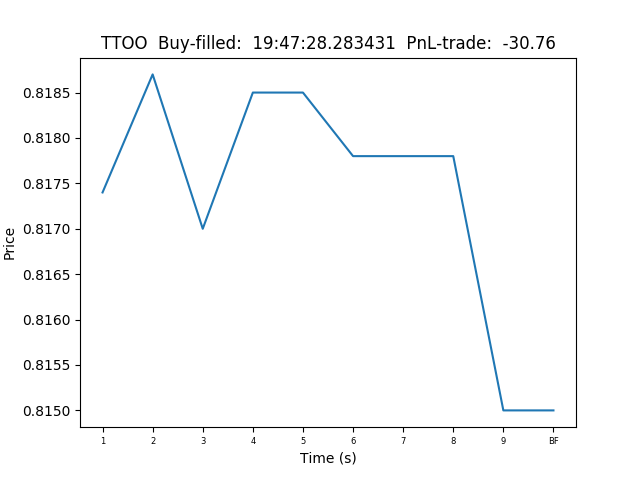 TTOO  Buy-filled:  19:47:28.283431  PnL-trade:  -30.76
0.8185
0.8180
0.8175
0.8170
0.8165
0.8160
0.8155
0.8150
Price
1 2 3 4 5 6 7 8 9 BF
Time (s)